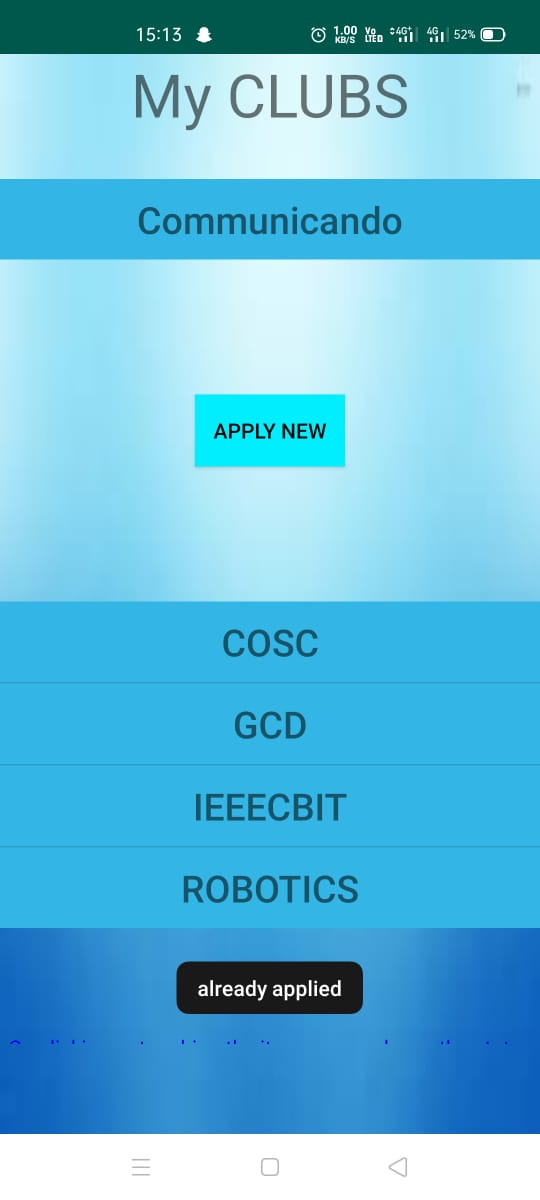 15:13
1.00
KB/S
Vo
LTED
4G+
4G
52%
My CLUBS
Communicando
APPLY NEW
COSC
GCD
IEEECBIT
ROBOTICS
already applied